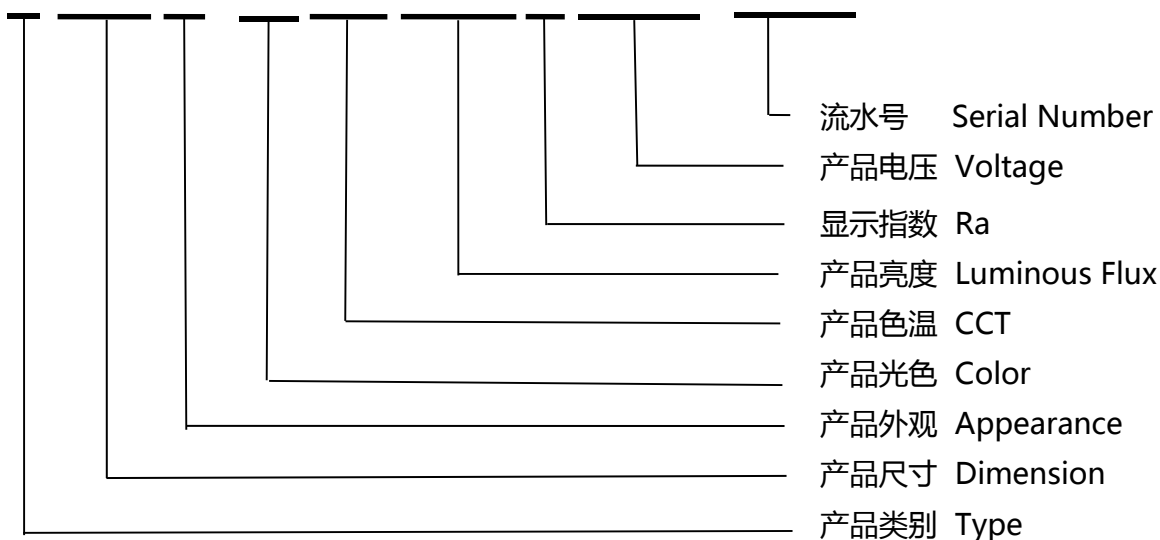 流水号 Serial Number
产品电压 Voltage
显示指数 Ra
产品亮度 Luminous Flux
产品色温 CCT
产品光色 Color
产品外观 Appearance
产品尺寸 Dimension
产品类别 Type